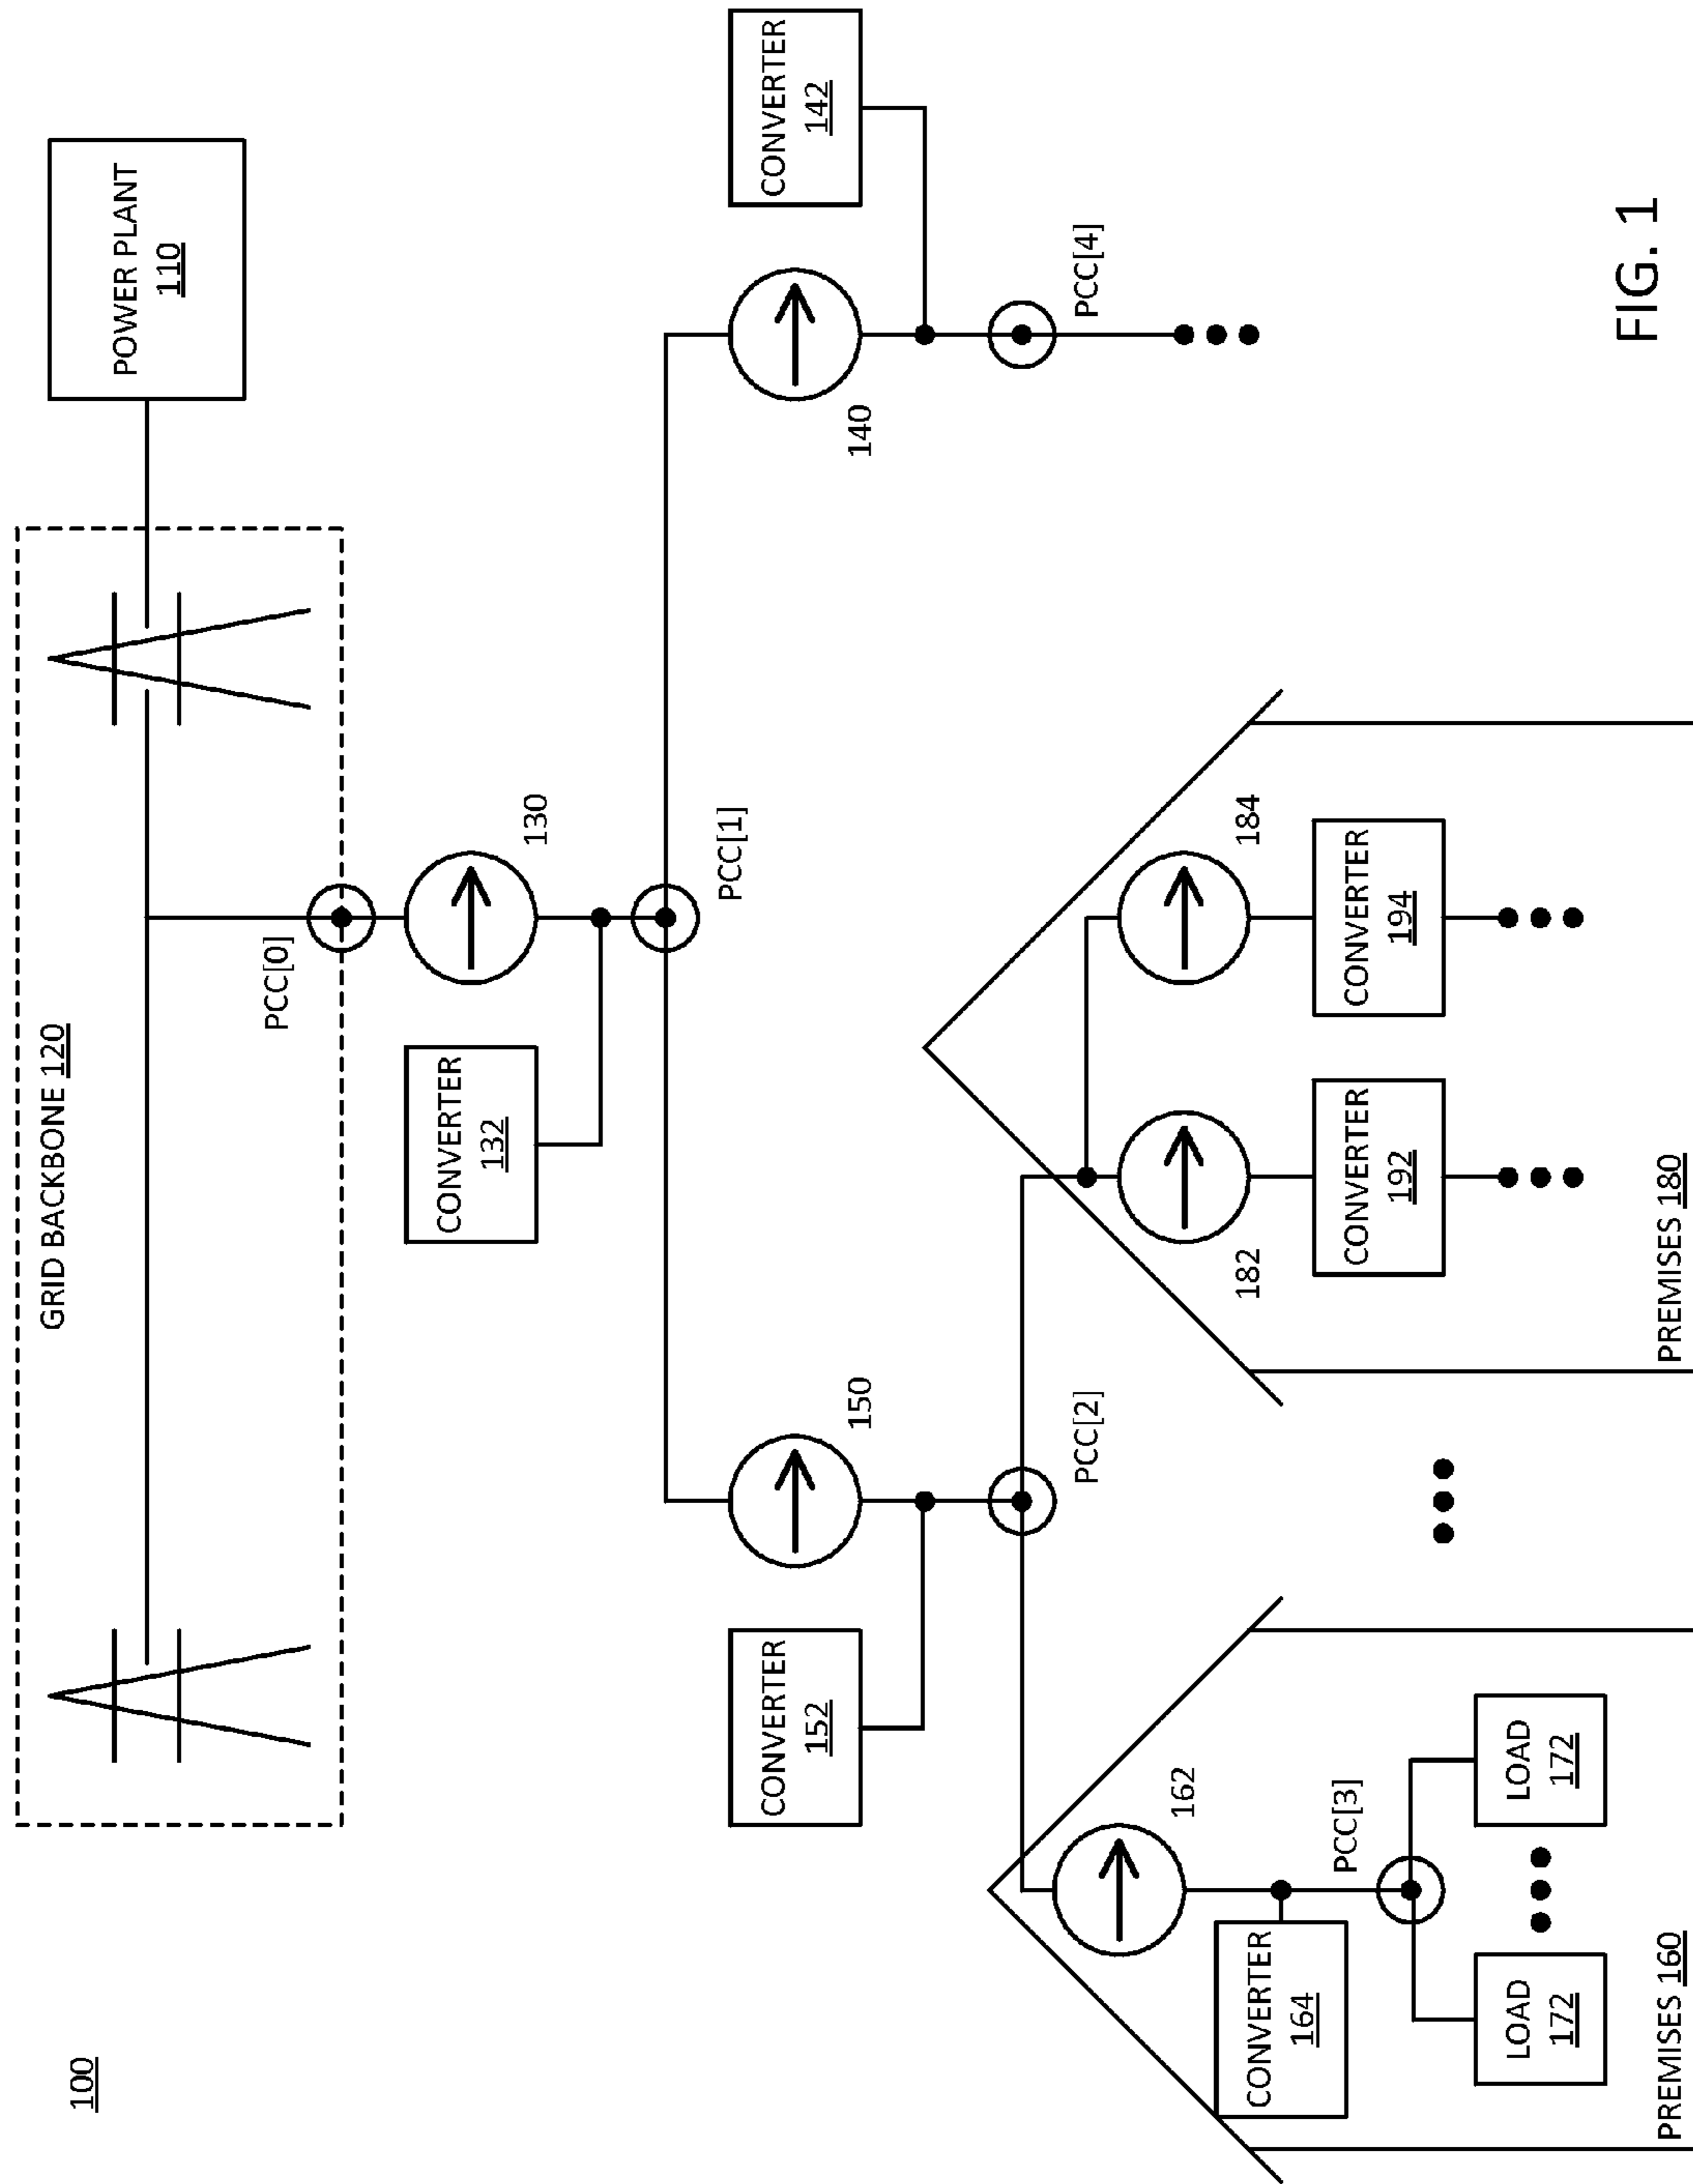 100
GRID BACKBONE 120
POWER PLANT
110
PCC[0]
130
CONVERTER
132
PCC[1]
CONVERTER
152
150
140
CONVERTER
142
PCC[2]
PCC[4]
162
CONVERTER
164
PCC[3]
LOAD
172
LOAD
172
PREMISES 160
182
184
CONVERTER
192
CONVERTER
194
PREMISES 180
FIG. 1